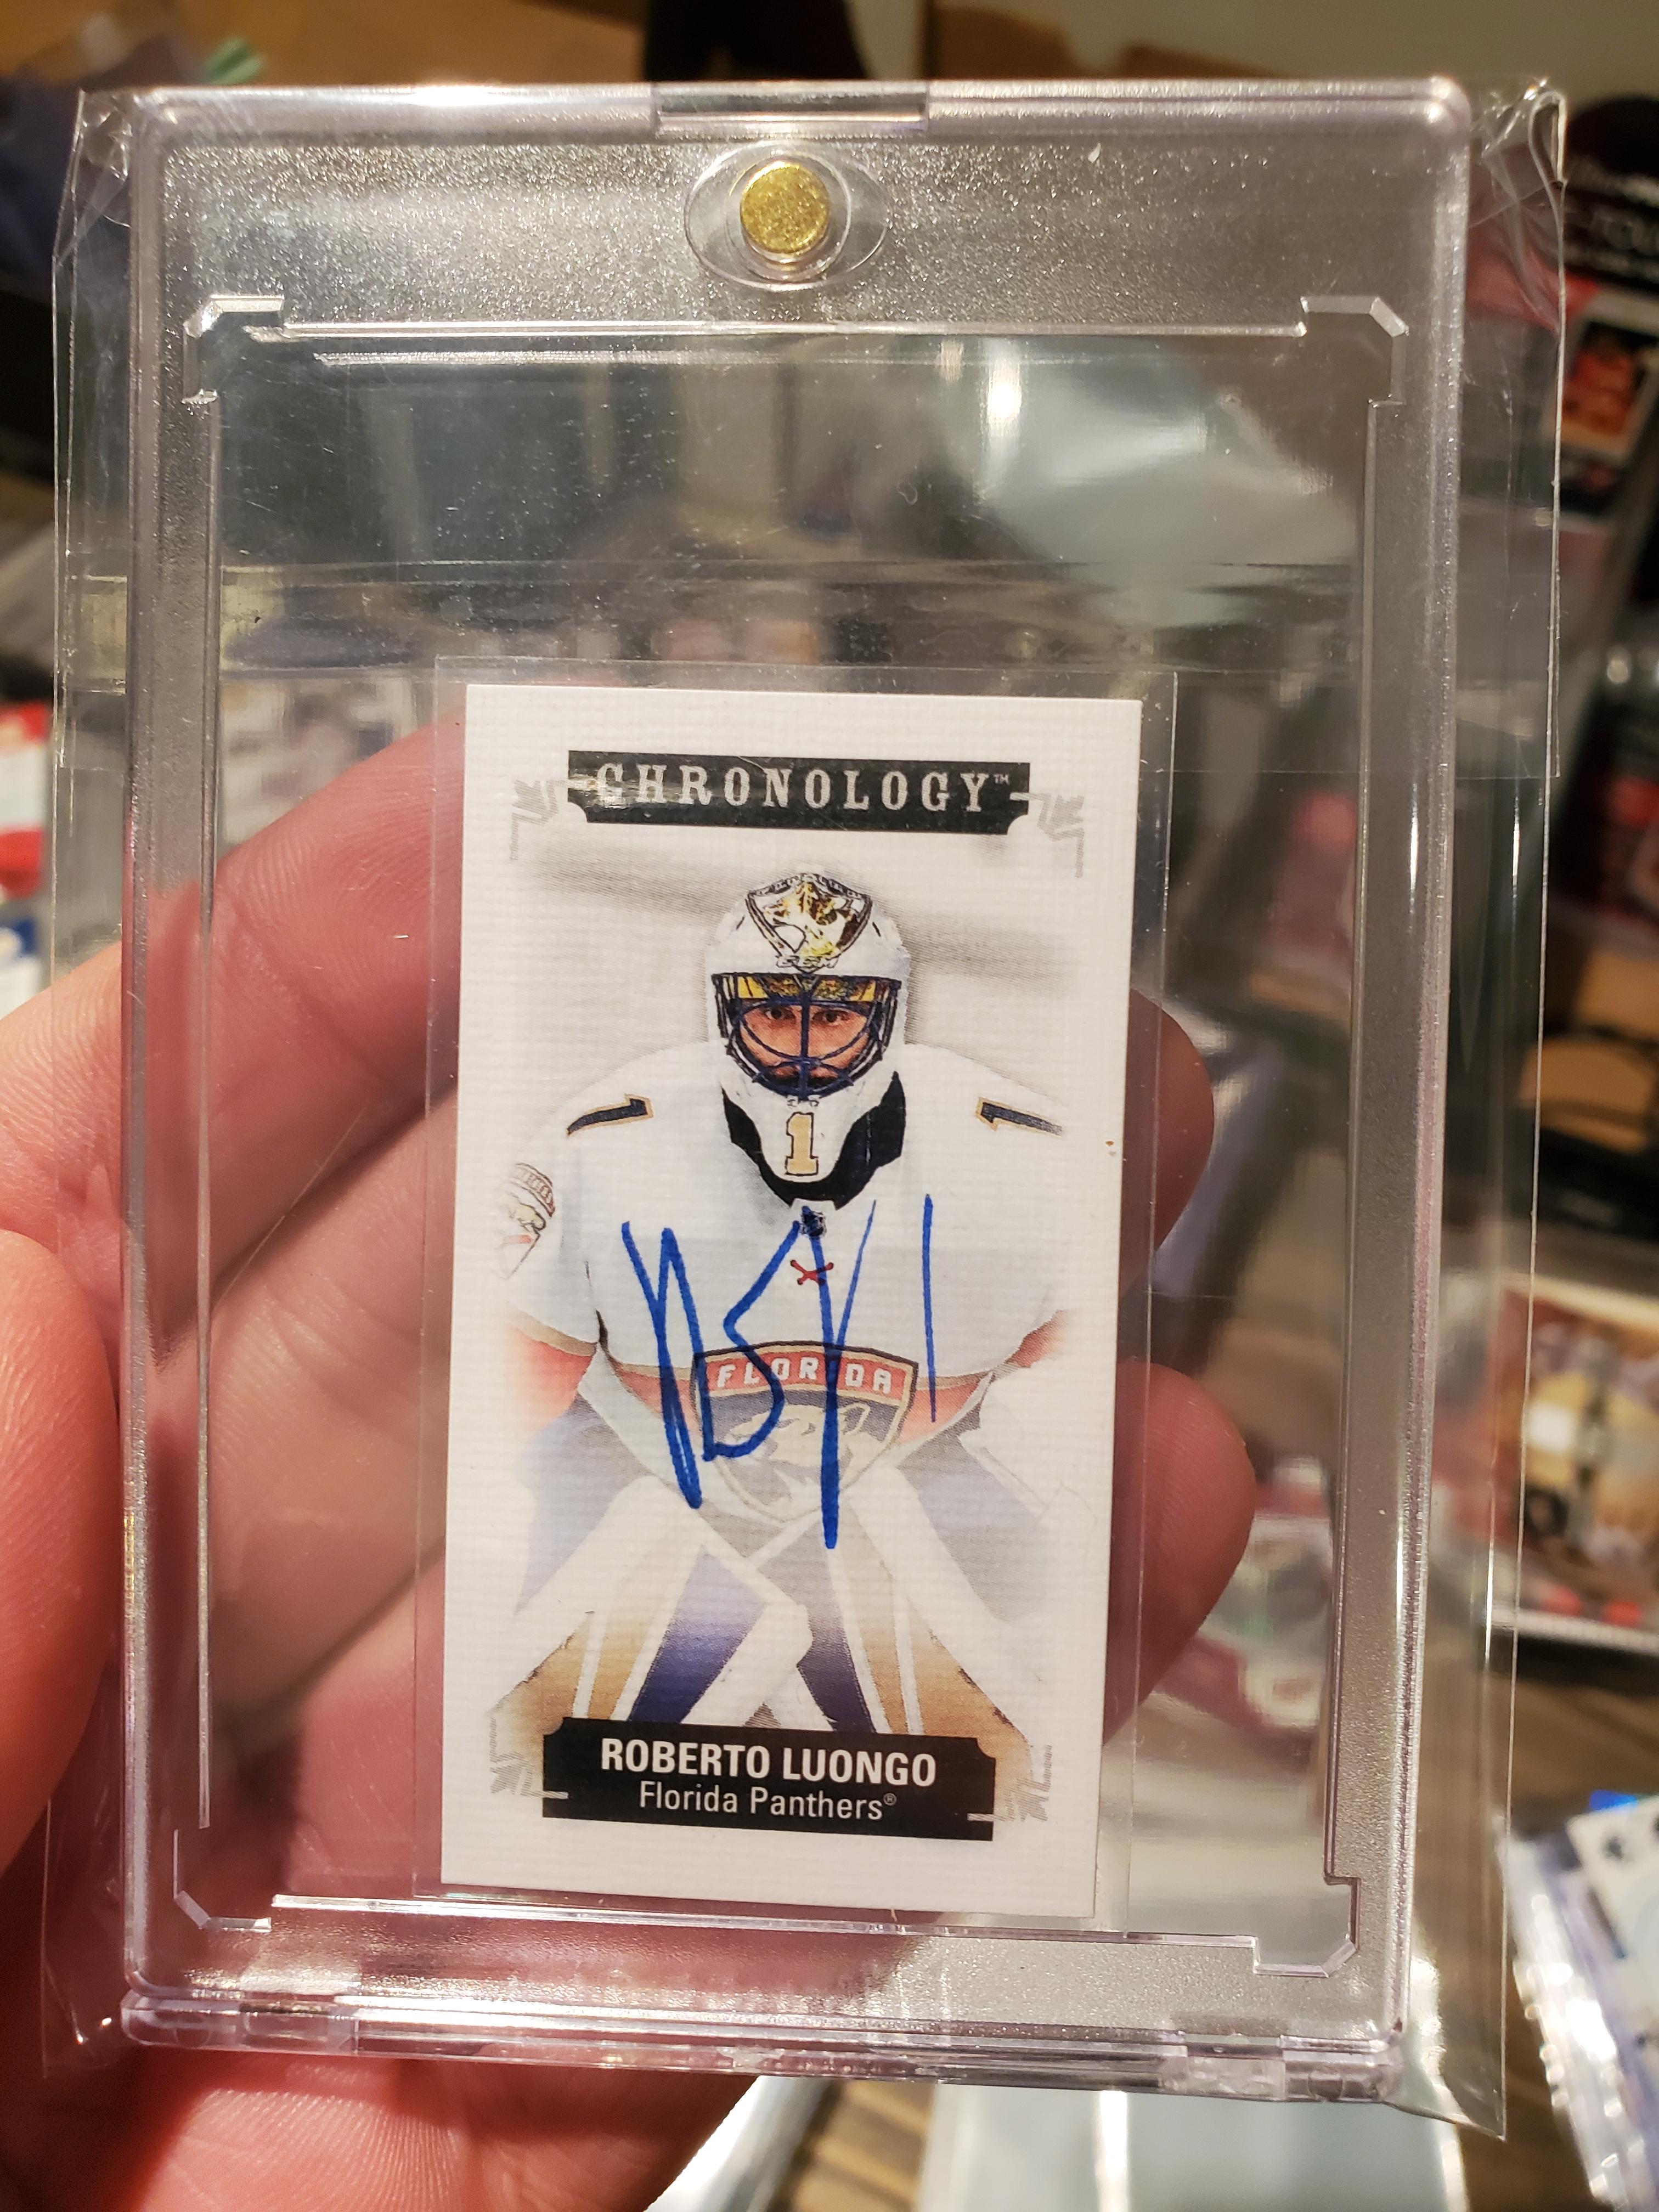 CHRONOLOGY™
1
1
1
FLORIDA
ROBERTO LUONGO
Florida Panthers®